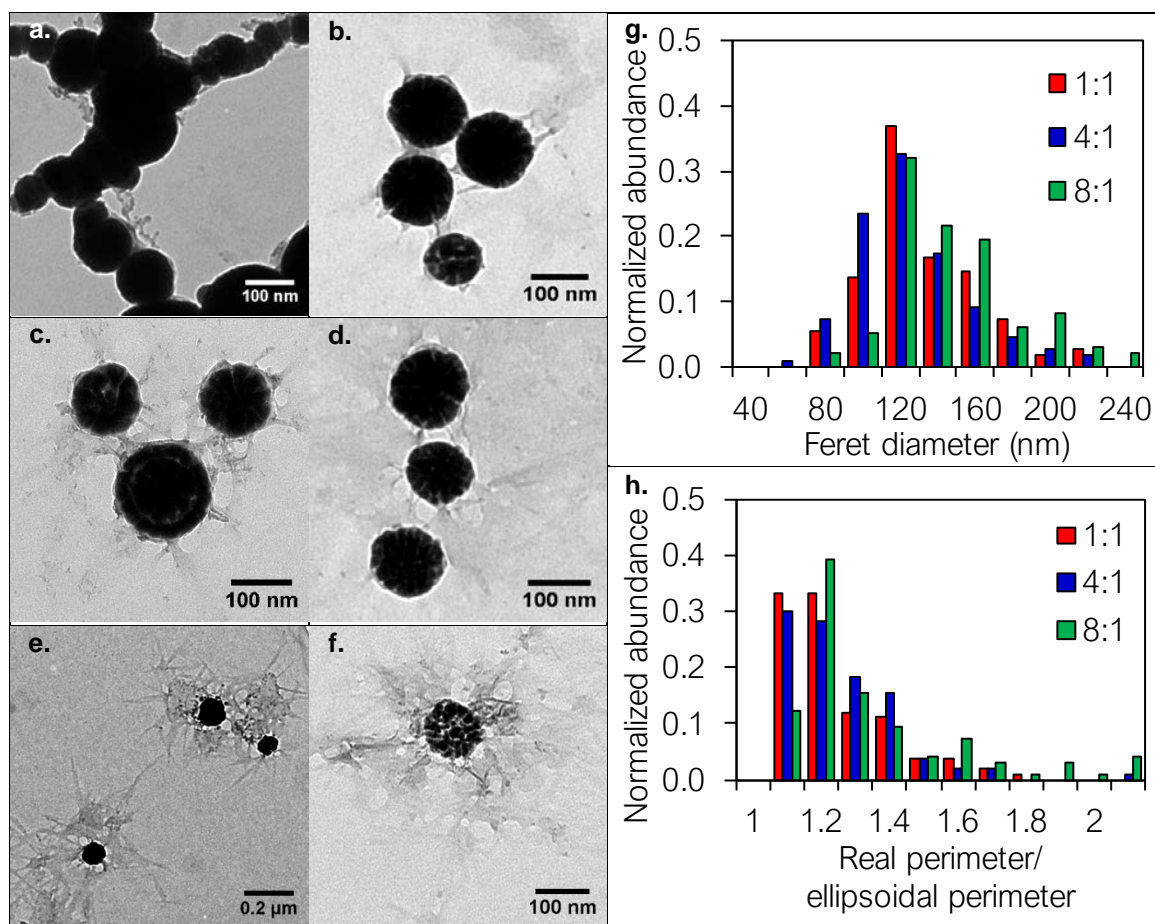 a.
100 nm
b.
100 nm
c.
100 nm
d.
100 nm
e.
0.2 µm
f.
100 nm
g.
Normalized abundance
0.5
0.4
0.3
0.2
0.1
0.0
1:1
4:1
8:1
40 80 120 160 200 240
Feret diameter (nm)
h.
Normalized abundance
0.5
0.4
0.3
0.2
0.1
0.0
1:1
4:1
8:1
1 1.2 1.4 1.6 1.8 2
Real perimeter/
ellipsoidal perimeter